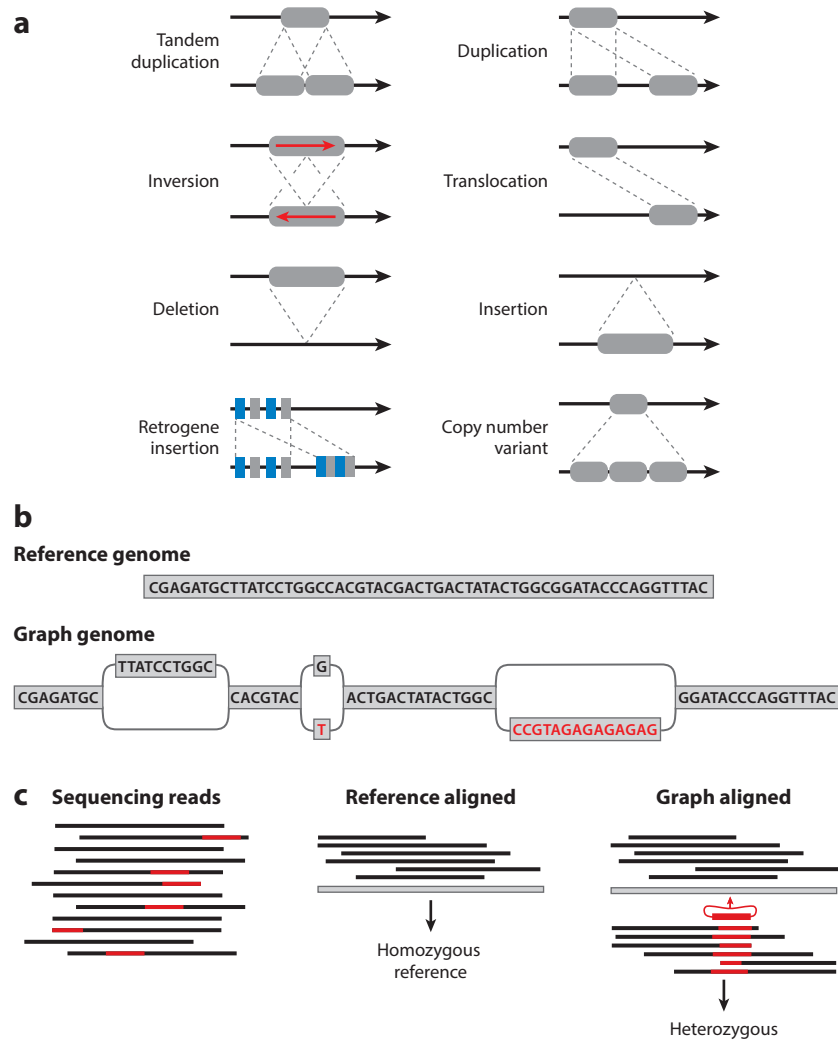 a
Tandem
duplication
Duplication
Inversion
Translocation
Deletion
Insertion
Retrogene
insertion
Copy number
variant
b
Reference genome
CGAGATGCTTATCCTGGCCACGTACGACTGACTATACTGGCGGATACCCAGGTTTAC
Graph genome
TTATCCTGGC
G
CGAGATGC
CACGTAC
ACTGACTATACTGGC
GGATACCCAGGTTTAC
T
CCGTAGAGAGAGAG
c
Sequencing reads
Reference aligned
Graph aligned
Homozygous
reference
Heterozygous